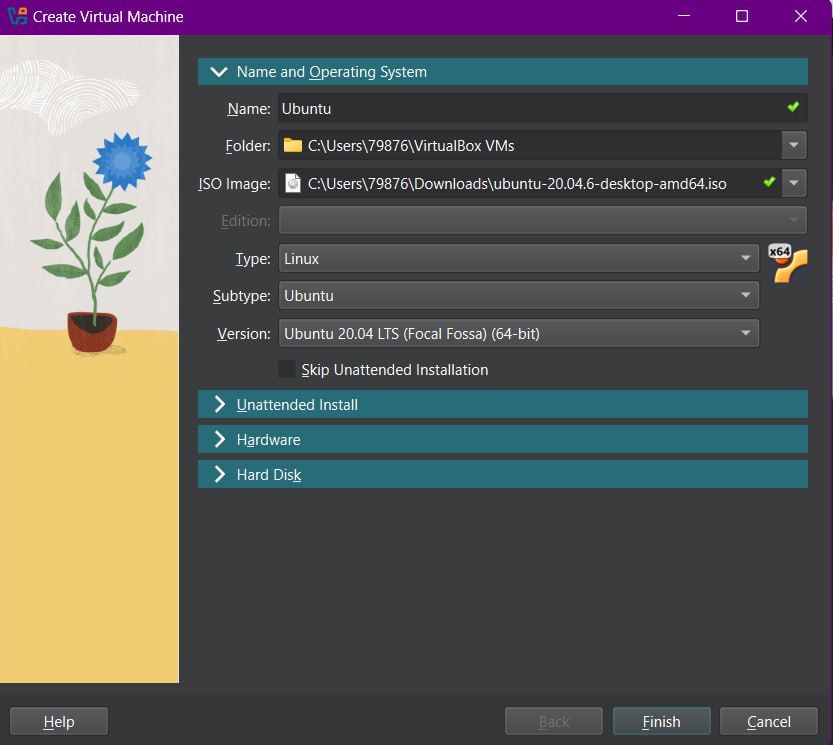 Create Virtual Machine
Name and Operating System
Name: Ubuntu
Folder: C:\Users\79876\VirtualBox VMs
ISO Image: C:\Users\79876\Downloads\ubuntu-20.04.6-desktop-amd64.iso
Edition:
Type: Linux
x64
Subtype: Ubuntu
Version: Ubuntu 20.04 LTS (Focal Fossa) (64-bit)
Skip Unattended Installation
Unattended Install
Hardware
Hard Disk
Help Back Finish Cancel